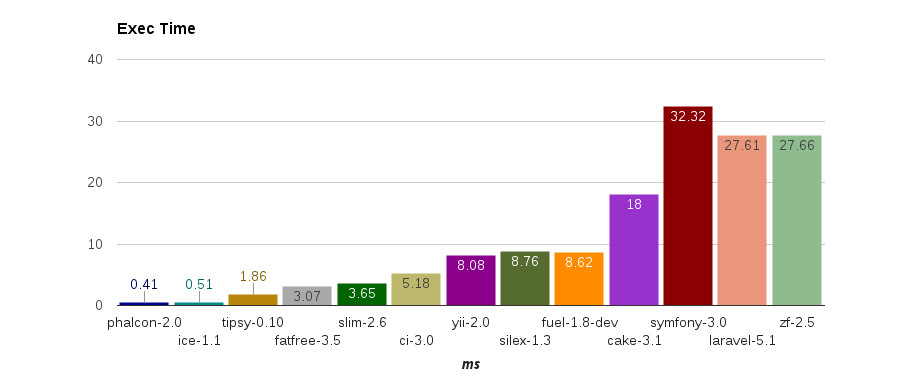 Exec Time
40
30
20
10
0
0.41
0.51
1.86
3.07
3.65
5.18
8.08
8.76
8.62
18
32.32
27.61
27.66
phalcon-2.0
ice-1.1
tipsy-0.10
fatfree-3.5
slim-2.6
ci-3.0
yii-2.0
silex-1.3
fuel-1.8-dev
cake-3.1
symfony-3.0
laravel-5.1
zf-2.5
ms